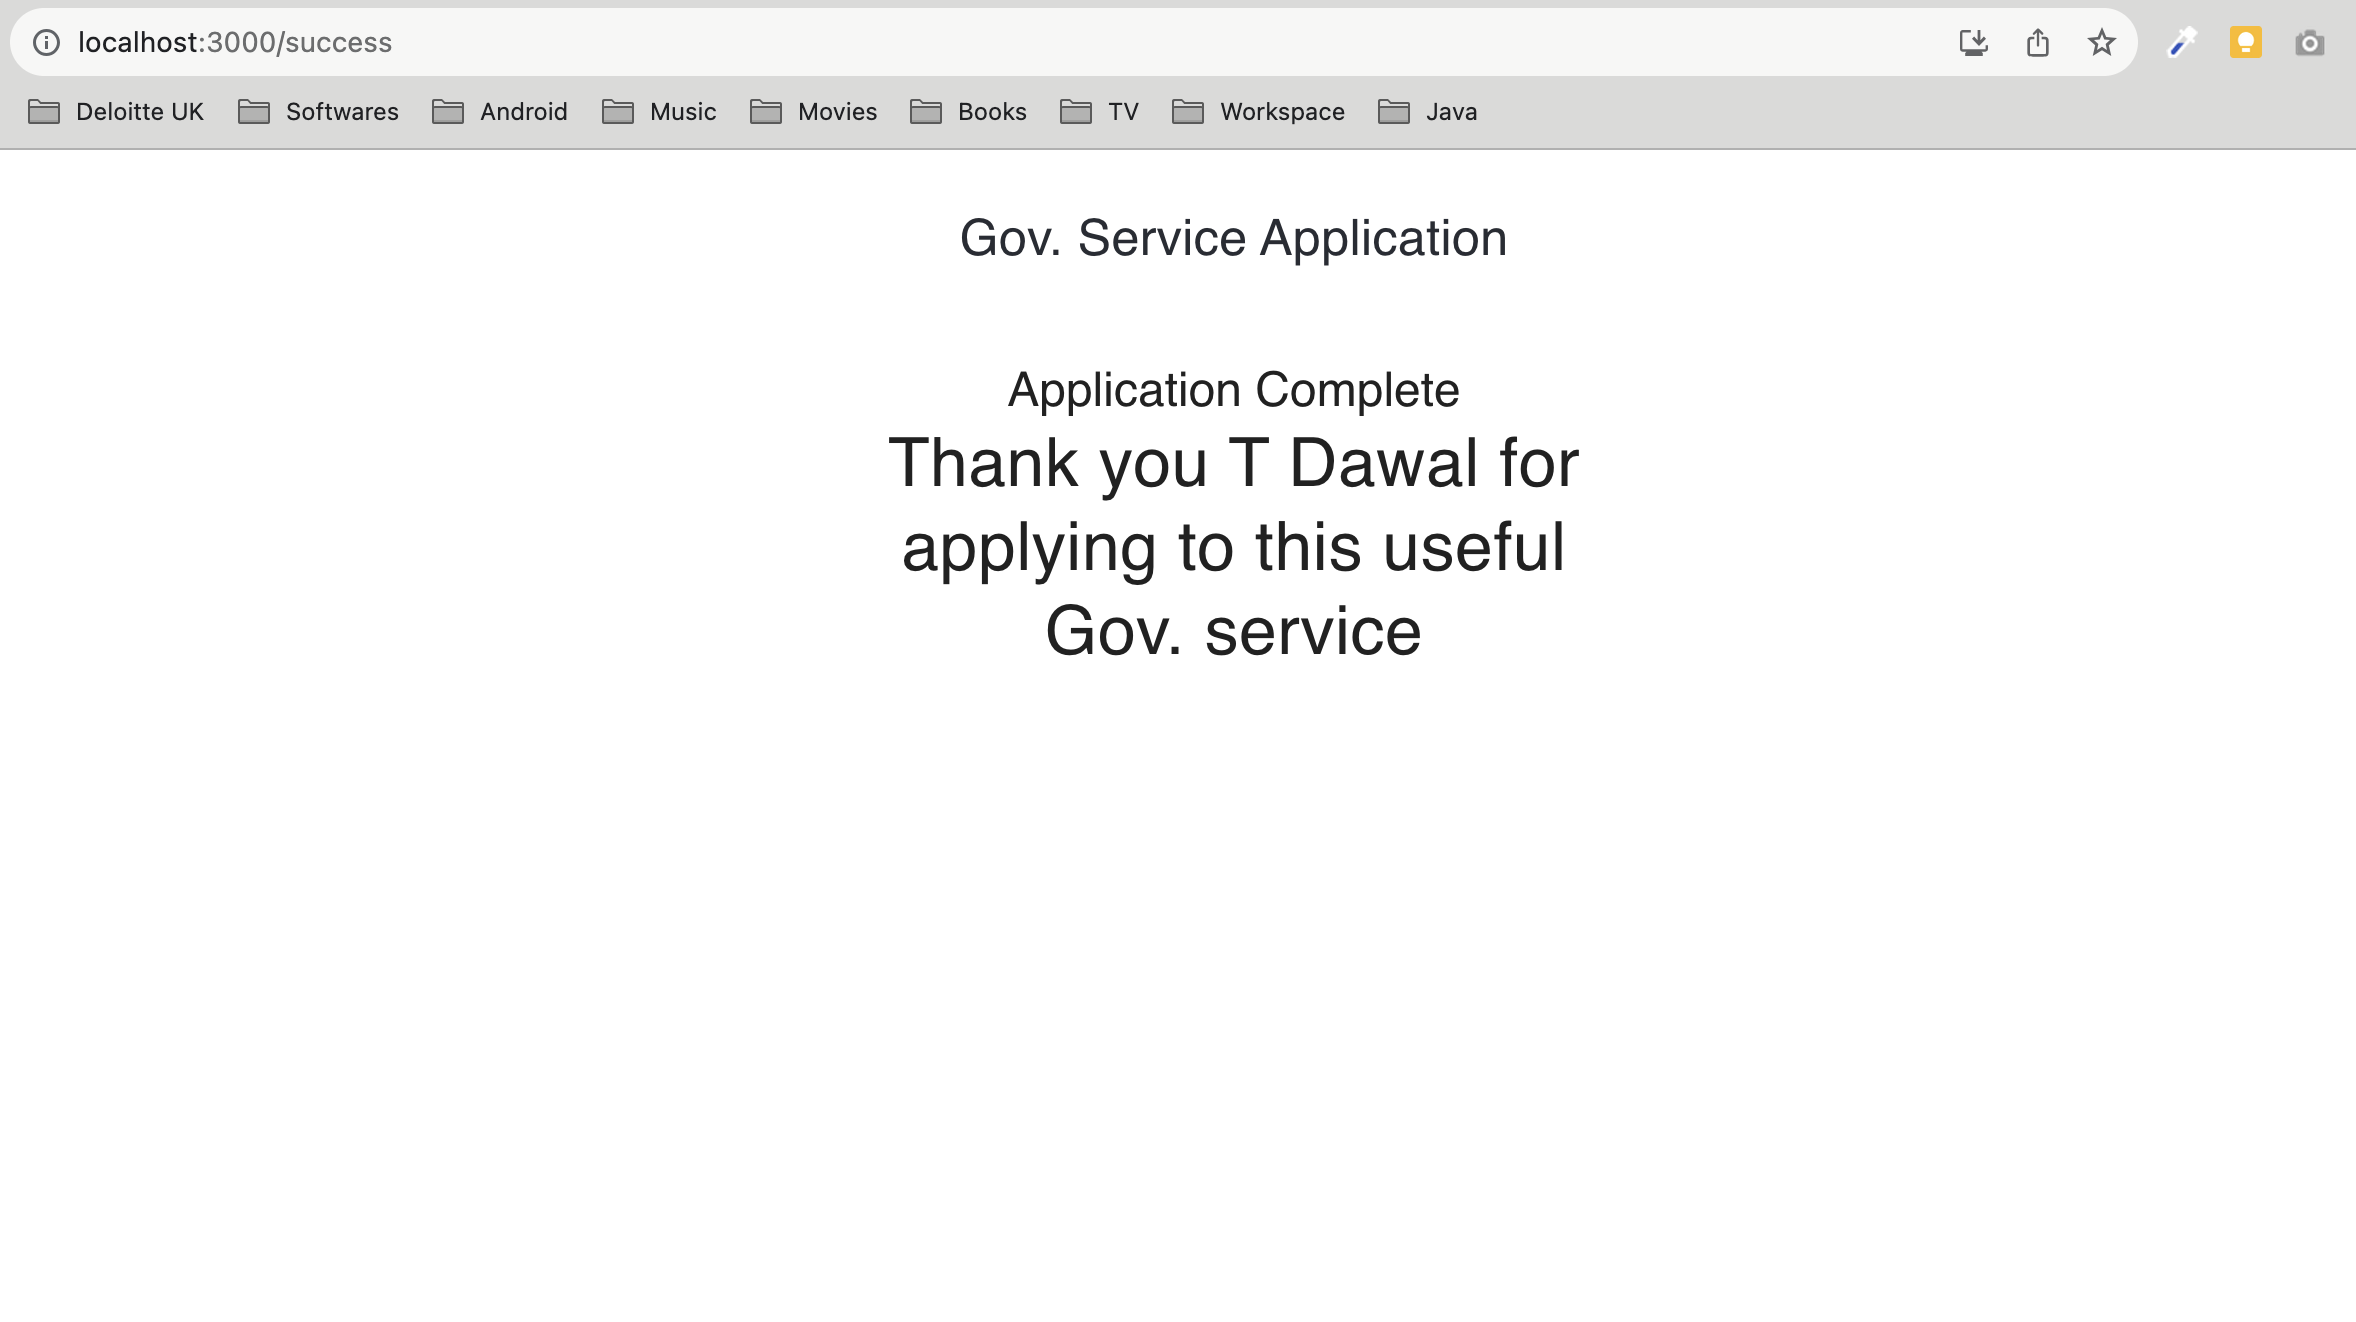 localhost:3000/success
Deloitte UK Softwares Android Music Movies Books TV Workspace Java
Gov. Service Application
Application Complete
Thank you T Dawal for
applying to this useful
Gov. service